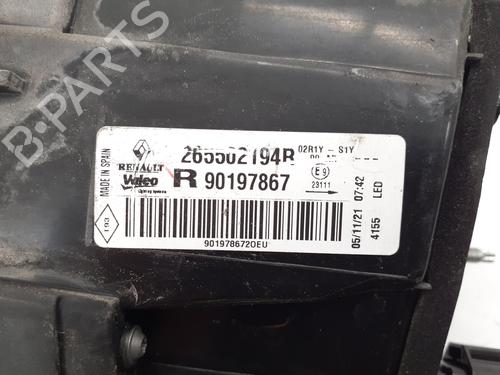 B-PARTS
MADE IN SPAIN
RENAULT
265502194R
02R1Y - S1Y
Valeo
R 90197867
E9
23111
193
9019786720EU
05/11/21 07:42
4155 LED